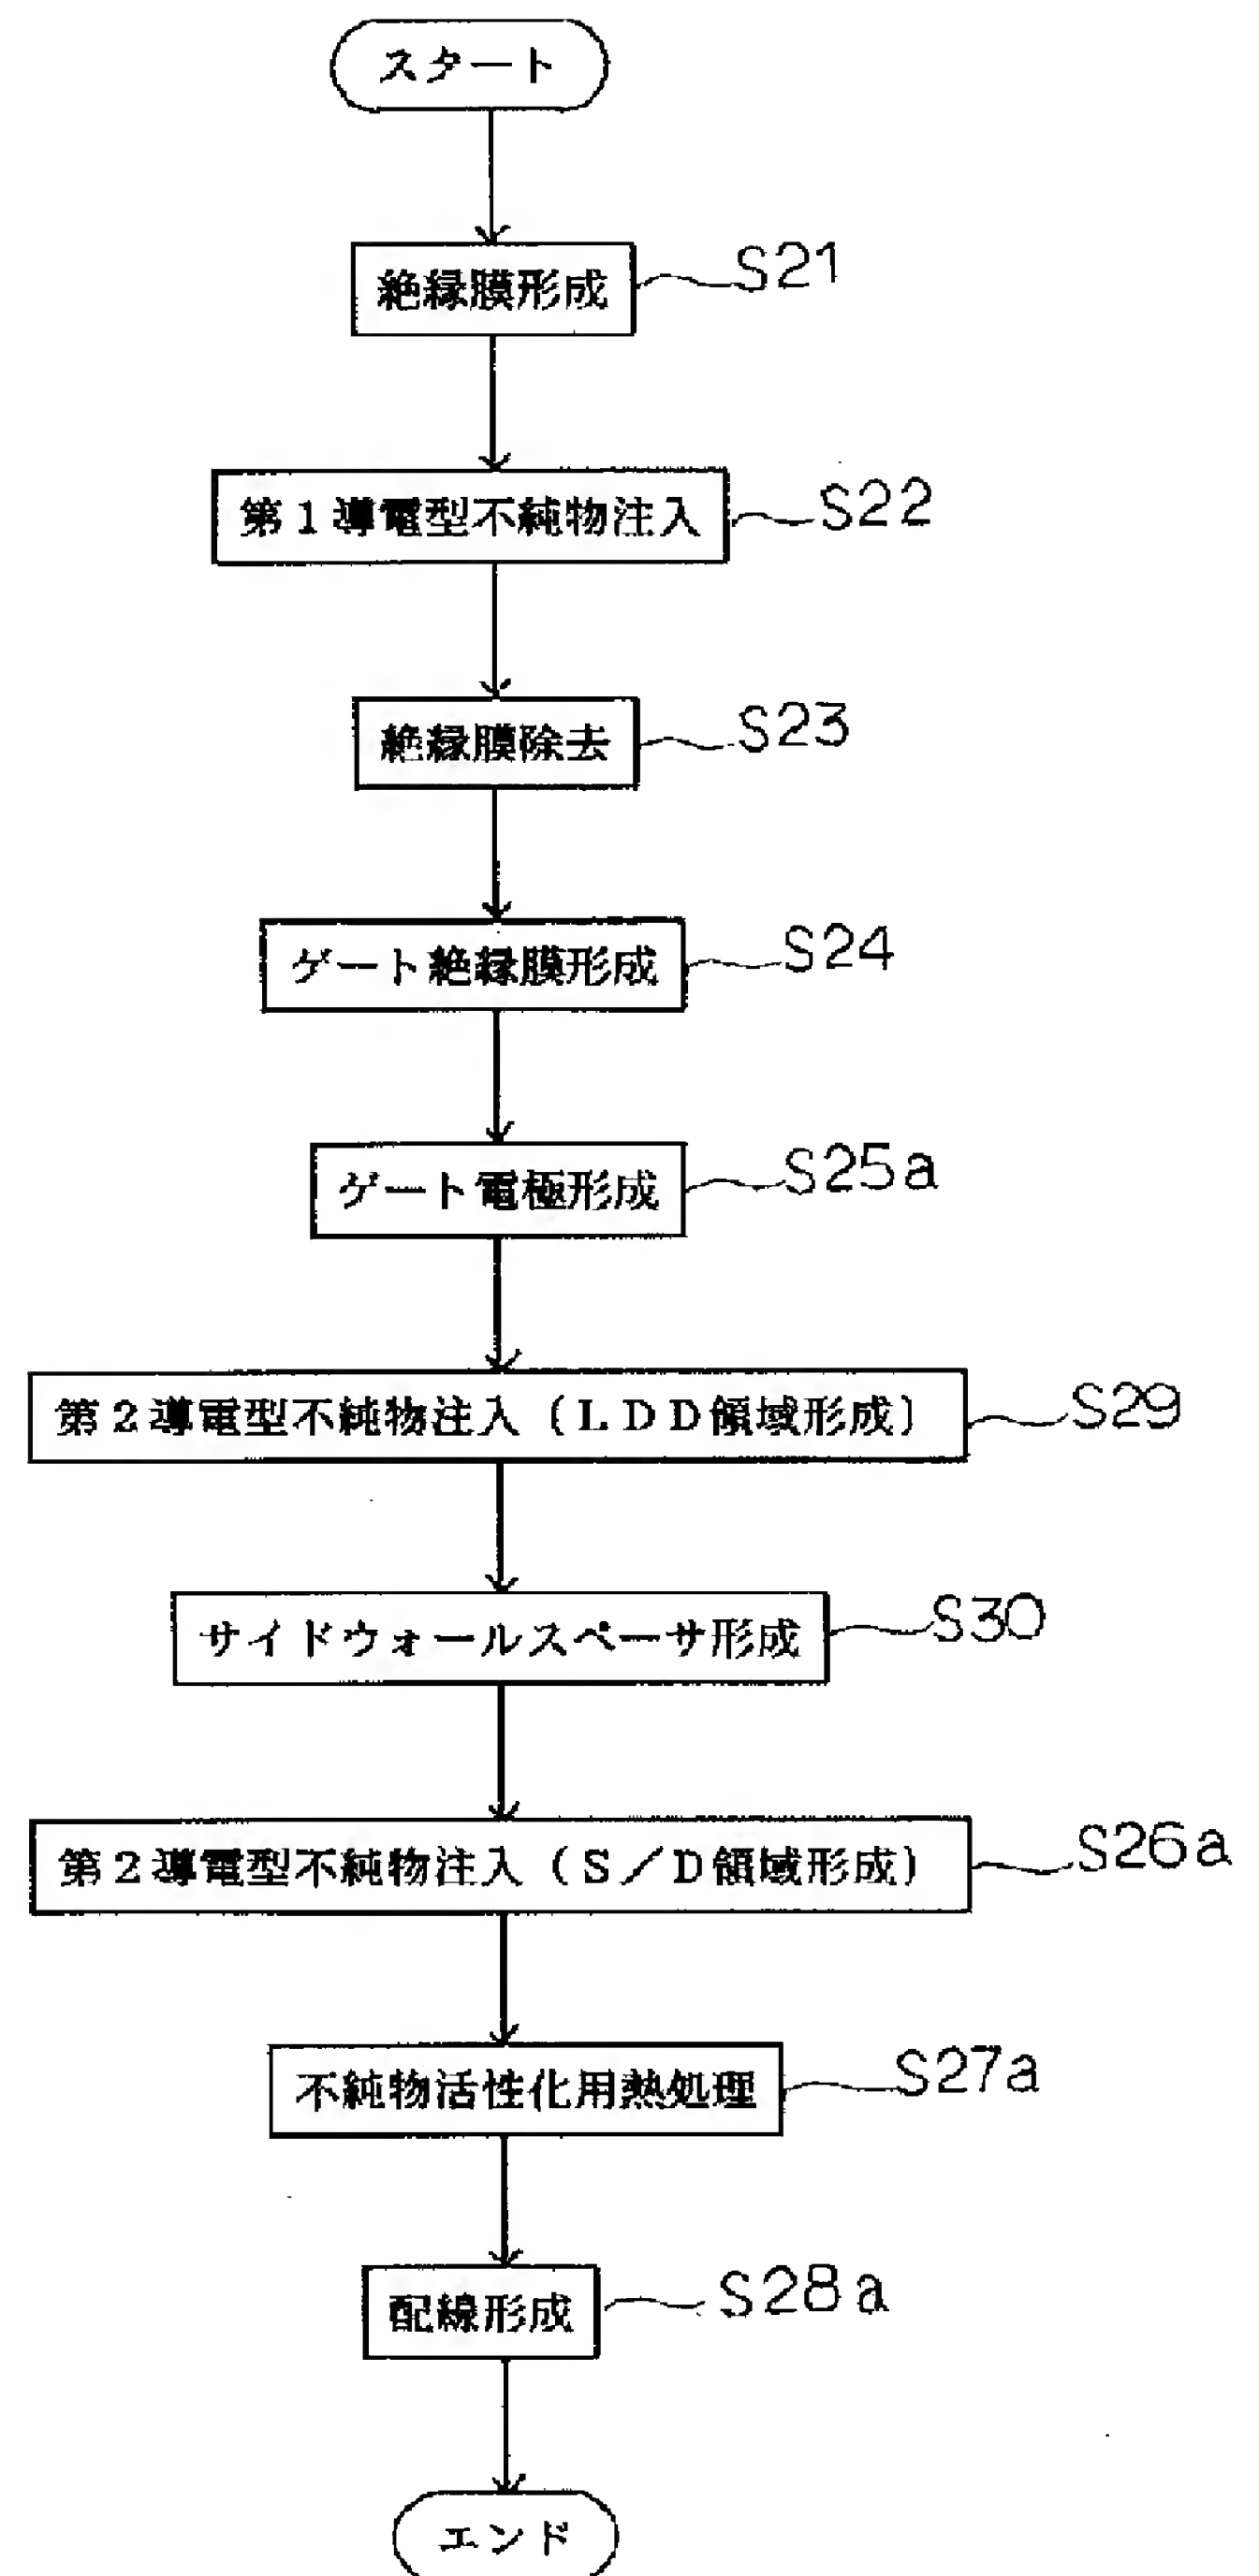 スタート
絶縁膜形成 S21
第1導電型不純物注入 S22
絶縁膜除去 S23
ゲート絶縁膜形成 S24
ゲート電極形成 S25a
第2導電型不純物注入(LDD領域形成) S29
サイドウォールスペーサ形成 S30
第2導電型不純物注入(S/D領域形成) S26a
不純物活性化用熱処理 S27a
配線形成 S28a
エンド